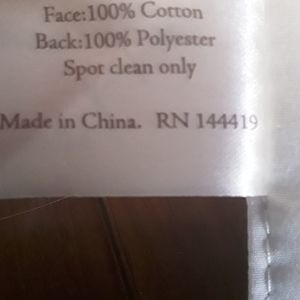 Face:100% Cotton
Back:100% Polyester
Spot clean only
Made in China. RN 144419